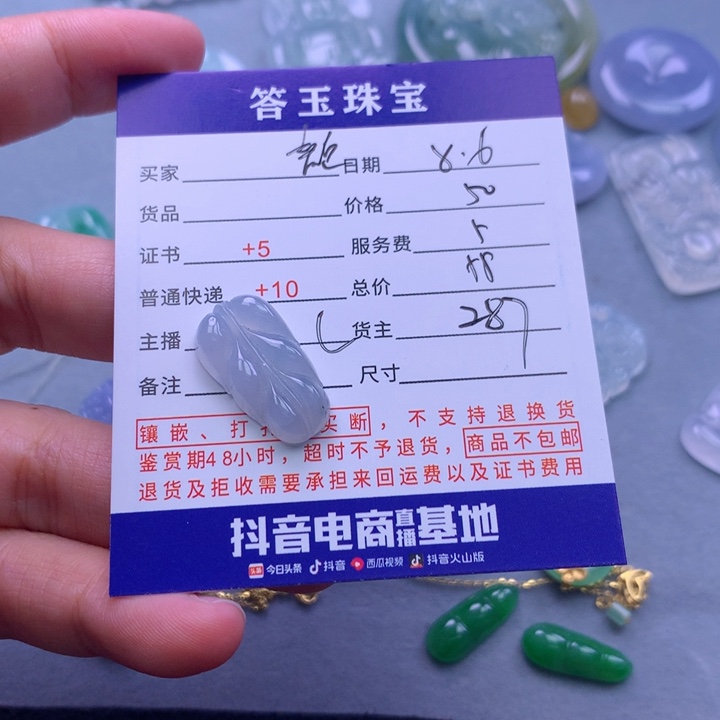 答玉珠宝
买家 日期 8.6
货品 价格 50
证书 +5 服务费 5
普通快递 +10 总价
主播 货主 287
备注 尺寸
镶嵌、打 买断，不支持退换货
鉴赏期48小时，超时不予退货，商品不包邮
退货及拒收需要承担来回运费以及证书费用
抖音电商直播基地
头条 今日头条 抖音 西瓜视频 抖音火山版